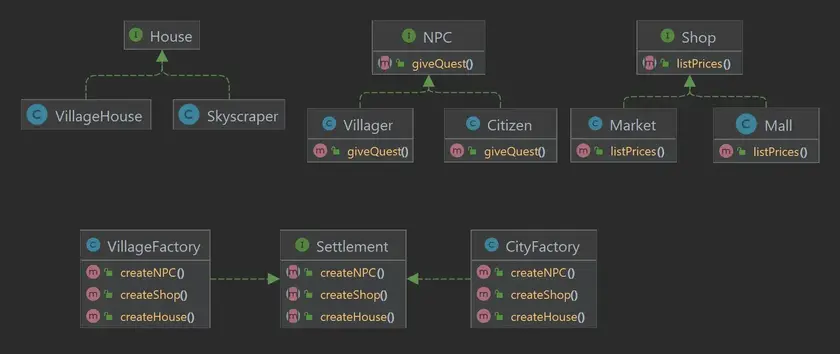 House
VillageHouse
Skyscraper
NPC
giveQuest()
Villager
giveQuest()
Citizen
giveQuest()
Shop
listPrices()
Market
listPrices()
Mall
listPrices()
VillageFactory
createNPC()
createShop()
createHouse()
Settlement
createNPC()
createShop()
createHouse()
CityFactory
createNPC()
createShop()
createHouse()